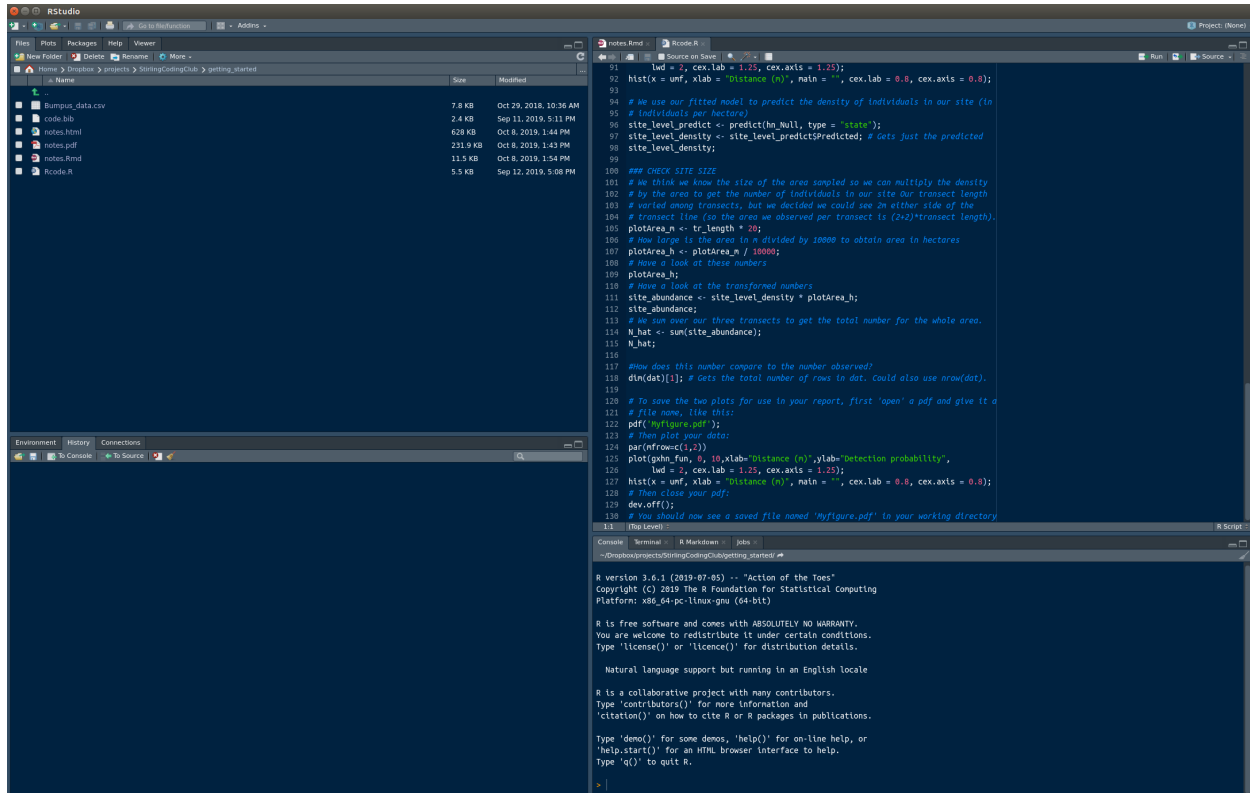 RStudio
Go to file/function
Addins
Project: (None)
Files Plots Packages Help Viewer
New Folder Delete Rename More
Home Dropbox projects StirlingCodingClub getting_started
Name Size Modified
..
Bumpus_data.csv 7.8 KB Oct 29, 2018, 10:36 AM
code.bib 2.4 KB Sep 11, 2019, 5:11 PM
notes.html 628 KB Oct 8, 2019, 1:44 PM
notes.pdf 231.9 KB Oct 8, 2019, 1:43 PM
notes.Rmd 11.5 KB Oct 8, 2019, 1:54 PM
Rcode.R 5.5 KB Sep 12, 2019, 5:08 PM
Environment History Connections
To Console To Source
notes.Rmd Rcode.R
Source on Save Run Source
91 lwd = 2, cex.lab = 1.25, cex.axis = 1.25);
92 hist(x = umf, xlab = "Distance (m)", main = "", cex.lab = 0.8, cex.axis = 0.8);
93
94 # We use our fitted model to predict the density of individuals in our site (in
95 # individuals per hectare)
96 site_level_predict <- predict(hn_Null, type = "state");
97 site_level_density <- site_level_predict$Predicted; # Gets just the predicted
98 site_level_density;
99
100 ### CHECK SITE SIZE
101 # We think we know the size of the area sampled so we can multiply the density
102 # by the area to get the number of individuals in our site Our transect length
103 # varied among transects, but we decided we could see 2m either side of the
104 # transect line (so the area we observed per transect is (2+2)*transect length).
105 plotArea_m <- tr_length * 20;
106 # How large is the area in m divided by 10000 to obtain area in hectares
107 plotArea_h <- plotArea_m / 10000;
108 # Have a look at these numbers
109 plotArea_h;
110 # Have a look at the transformed numbers
111 site_abundance <- site_level_density * plotArea_h;
112 site_abundance;
113 # We sum over our three transects to get the total number for the whole area.
114 N_hat <- sum(site_abundance);
115 N_hat;
116
117 #How does this number compare to the number observed?
118 dim(dat)[1]; # Gets the total number of rows in dat. Could also use nrow(dat).
119
120 # To save the two plots for use in your report, first 'open' a pdf and give it a
121 # file name, like this:
122 pdf('Myfigure.pdf');
123 # Then plot your data:
124 par(mfrow=c(1,2))
125 plot(gxhn_fun, 0, 10,xlab="Distance (m)",ylab="Detection probability",
126 lwd = 2, cex.lab = 1.25, cex.axis = 1.25);
127 hist(x = umf, xlab = "Distance (m)", main = "", cex.lab = 0.8, cex.axis = 0.8);
128 # Then close your pdf:
129 dev.off();
130 # You should now see a saved file named 'Myfigure.pdf' in your working directory
1:1 (Top Level) R Script
Console Terminal R Markdown Jobs
~/Dropbox/projects/StirlingCodingClub/getting_started/
R version 3.6.1 (2019-07-05) -- "Action of the Toes"
Copyright (C) 2019 The R Foundation for Statistical Computing
Platform: x86_64-pc-linux-gnu (64-bit)
R is free software and comes with ABSOLUTELY NO WARRANTY.
You are welcome to redistribute it under certain conditions.
Type 'license()' or 'licence()' for distribution details.
Natural language support but running in an English locale
R is a collaborative project with many contributors.
Type 'contributors()' for more information and
'citation()' on how to cite R or R packages in publications.
Type 'demo()' for some demos, 'help()' for on-line help, or
'help.start()' for an HTML browser interface to help.
Type 'q()' to quit R.
>